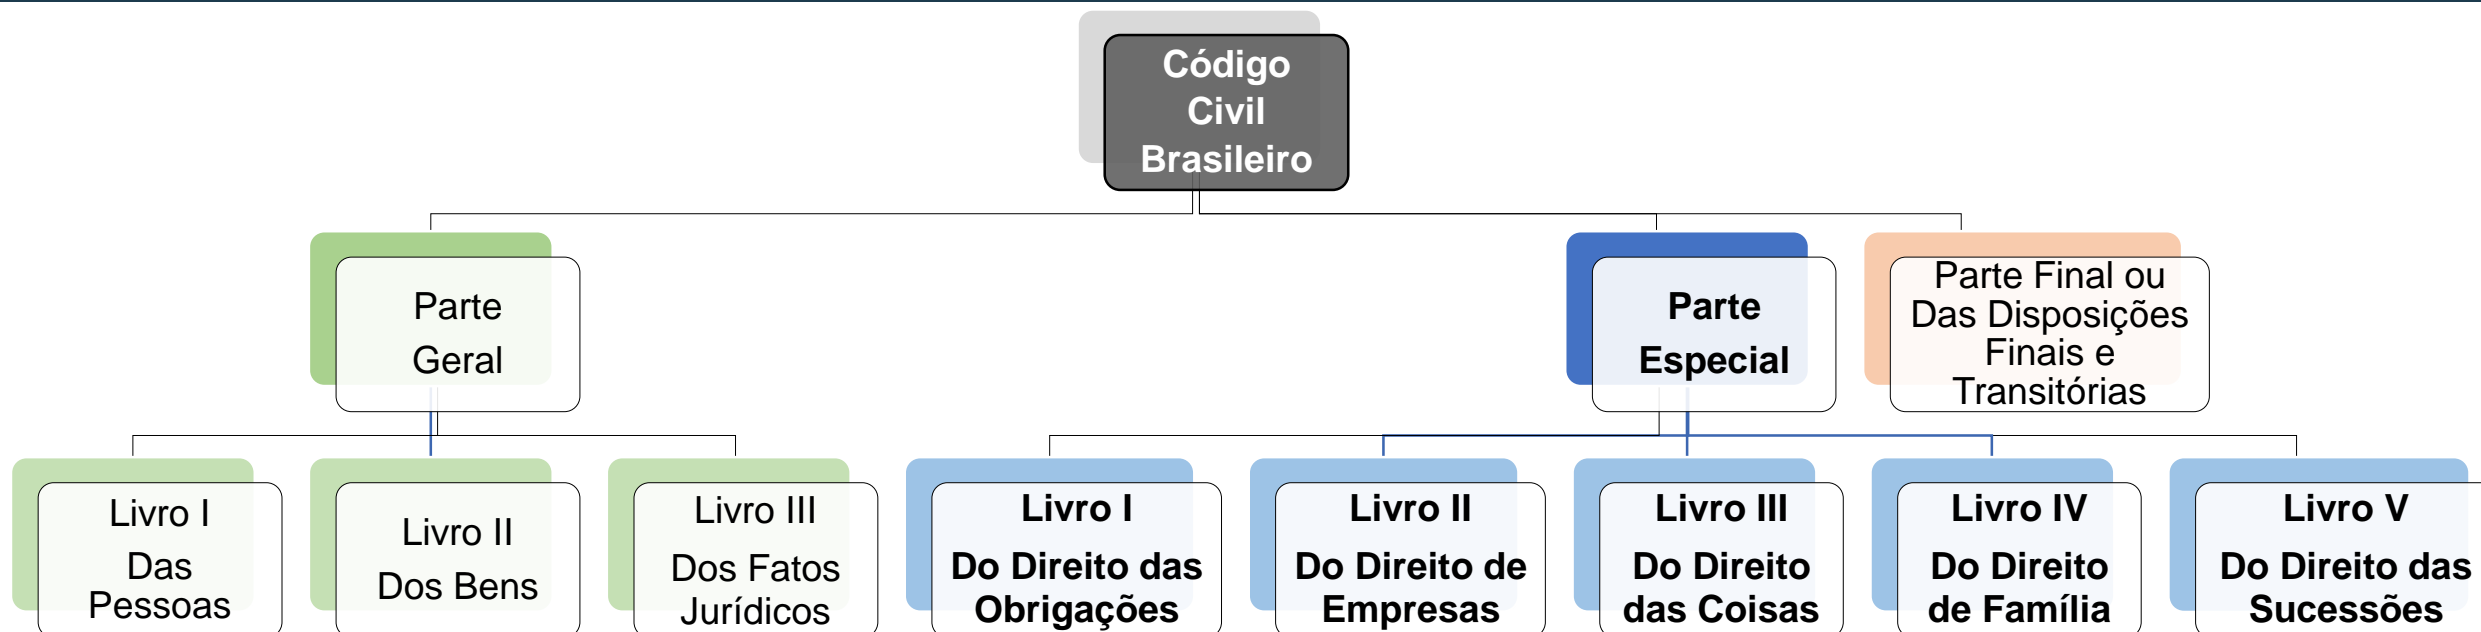 Código
Civil
Brasileiro
Parte
Geral
Parte
Especial
Parte Final ou
Das Disposições
Finais e
Transitórias
Livro I
Das
Pessoas
Livro II
Dos Bens
Livro III
Dos Fatos
Jurídicos
Livro I
Do Direito das
Obrigações
Livro II
Do Direito de
Empresas
Livro III
Do Direito
das Coisas
Livro IV
Do Direito
de Família
Livro V
Do Direito das
Sucessões